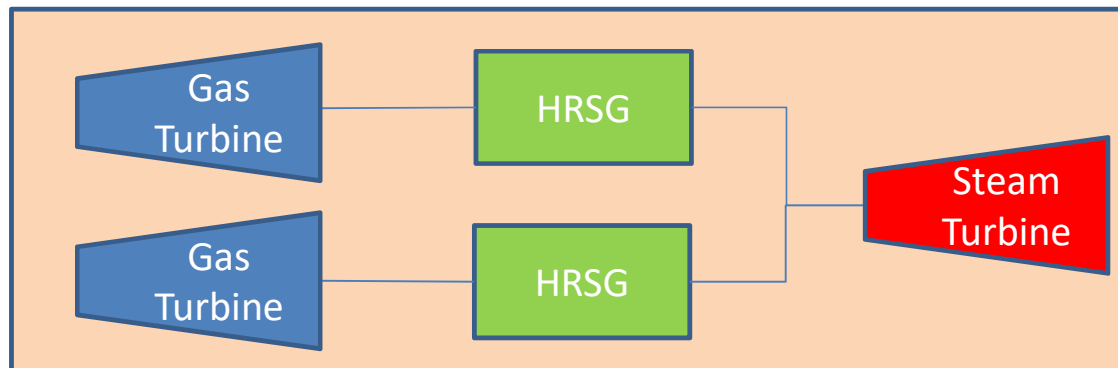 Gas
Turbine
HRSG
Steam
Turbine
Gas
Turbine
HRSG